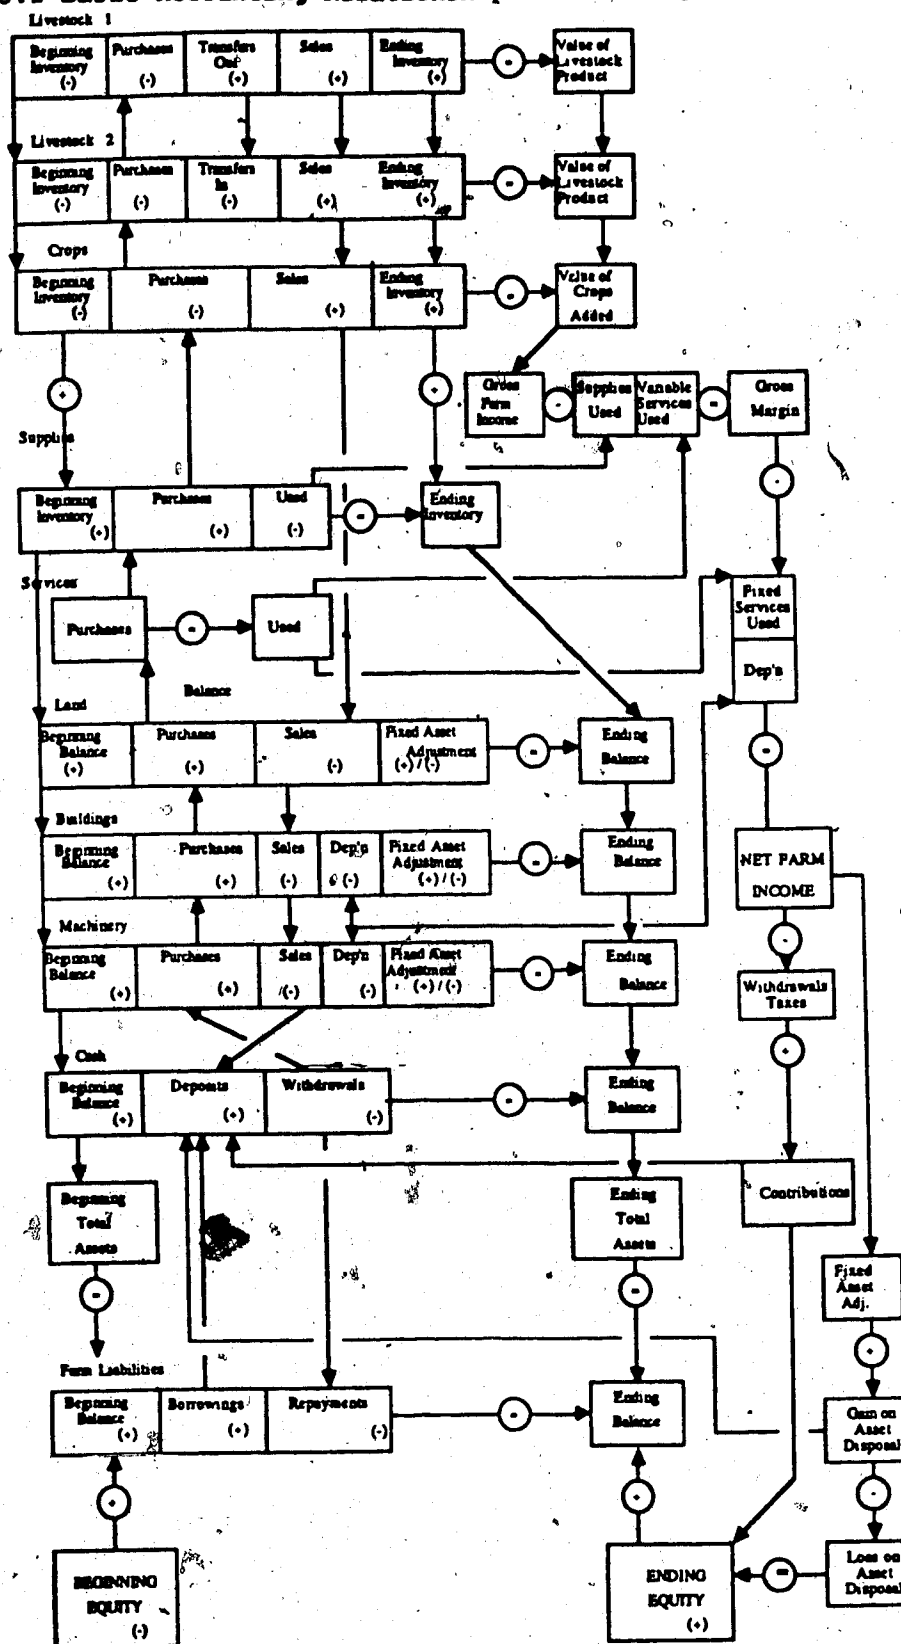 Livestock 1
Beginning Inventory (-)
Purchases (-)
Transfers Out (+)
Sales (+)
Ending Inventory (+)
-
Value of Livestock Product
Livestock 2
Beginning Inventory (-)
Purchases (-)
Transfers In (-)
Sales (+)
Ending Inventory (+)
Value of Livestock Product
Crops
Beginning Inventory (-)
Purchases (-)
Sales (+)
Ending Inventory (+)
Value of Crops Added
+
+
Gross Farm Income
-
Supplies Used
Variable Services Used
=
Gross Margin
-
Supplies
Beginning Inventory (+)
Purchases (+)
Used (-)
=
Ending Inventory
Services
Purchases
Used
Fixed Services Used
Dep'n
Balance
Land
Beginning Balance (+)
Purchases (+)
Sales (-)
Fixed Asset Adjustment (+) / (-)
=
Ending Balance
=
Buildings
Beginning Balance (+)
Purchases (+)
Sales (-)
Dep'n (-)
Fixed Asset Adjustment (+) / (-)
Ending Balance
NET FARM INCOME
-
Machinery
Beginning Balance (+)
Purchases (+)
Sales (-)
Dep'n (-)
Fixed Asset Adjustment (+) / (-)
Ending Balance
Withdrawals Taxes
+
Cash
Beginning Balance (+)
Deposits (+)
Withdrawals (-)
Ending Balance
Contributions
Beginning Total Assets
Ending Total Assets
=
=
Fixed Asset Adj.
+
Farm Liabilities
Beginning Balance (+)
Borrowings (+)
Repayments (-)
Ending Balance
Gain on Asset Disposal
-
+
+
BEGINNING EQUITY (-)
ENDING EQUITY (+)
=
Loss on Asset Disposal